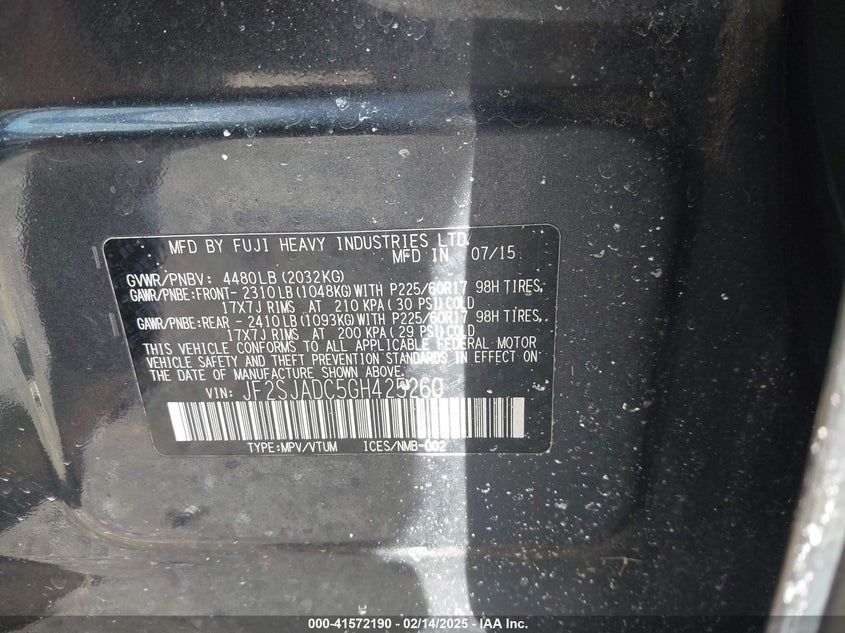 MFD BY FUJI HEAVY INDUSTRIES LTD.
MFD IN 07/15
GVWR/PNBV: 4480LB(2032KG)
GAWR/PNBE:FRONT- 2310LB(1048KG)WITH P225/60R17 98H TIRES,
17X7J RIMS AT 210 KPA(30 PSI)COLD
GAWR/PNBE:REAR - 2410LB(1093KG)WITH P225/60R17 98H TIRES,
17X7J RIMS AT 200 KPA(29 PSI)COLD
THIS VEHICLE CONFORMS TO ALL APPLICABLE FEDERAL MOTOR
VEHICLE SAFETY AND THEFT PREVENTION STANDARDS IN EFFECT ON
THE DATE OF MANUFACTURE SHOWN ABOVE.
VIN: JF2SJADC5GH425260
TYPE:MPV/VTUM ICES/NMB-002
000-41572190 - 02/14/2025 - IAA Inc.